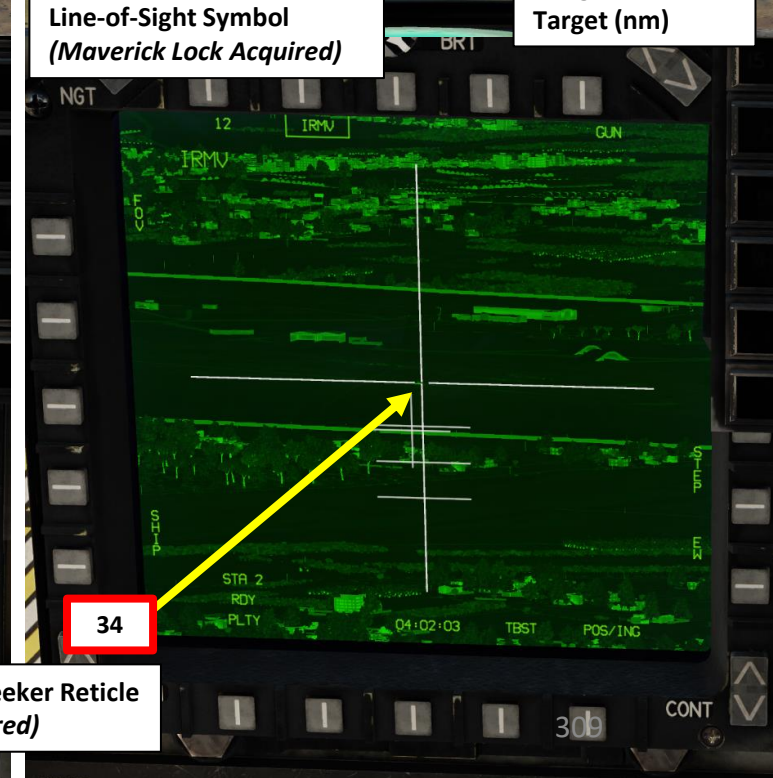 Line-of-Sight Symbol
(Maverick Lock Acquired)
Target (nm)
BRT
NGT
12
IRMV
GUN
IRMV
FOV
STEP
SHIP
EW
STA 2
RDY
PLTY
04:02:03
TBST
POS/ING
34
eeker Reticle
red)
309
CONT